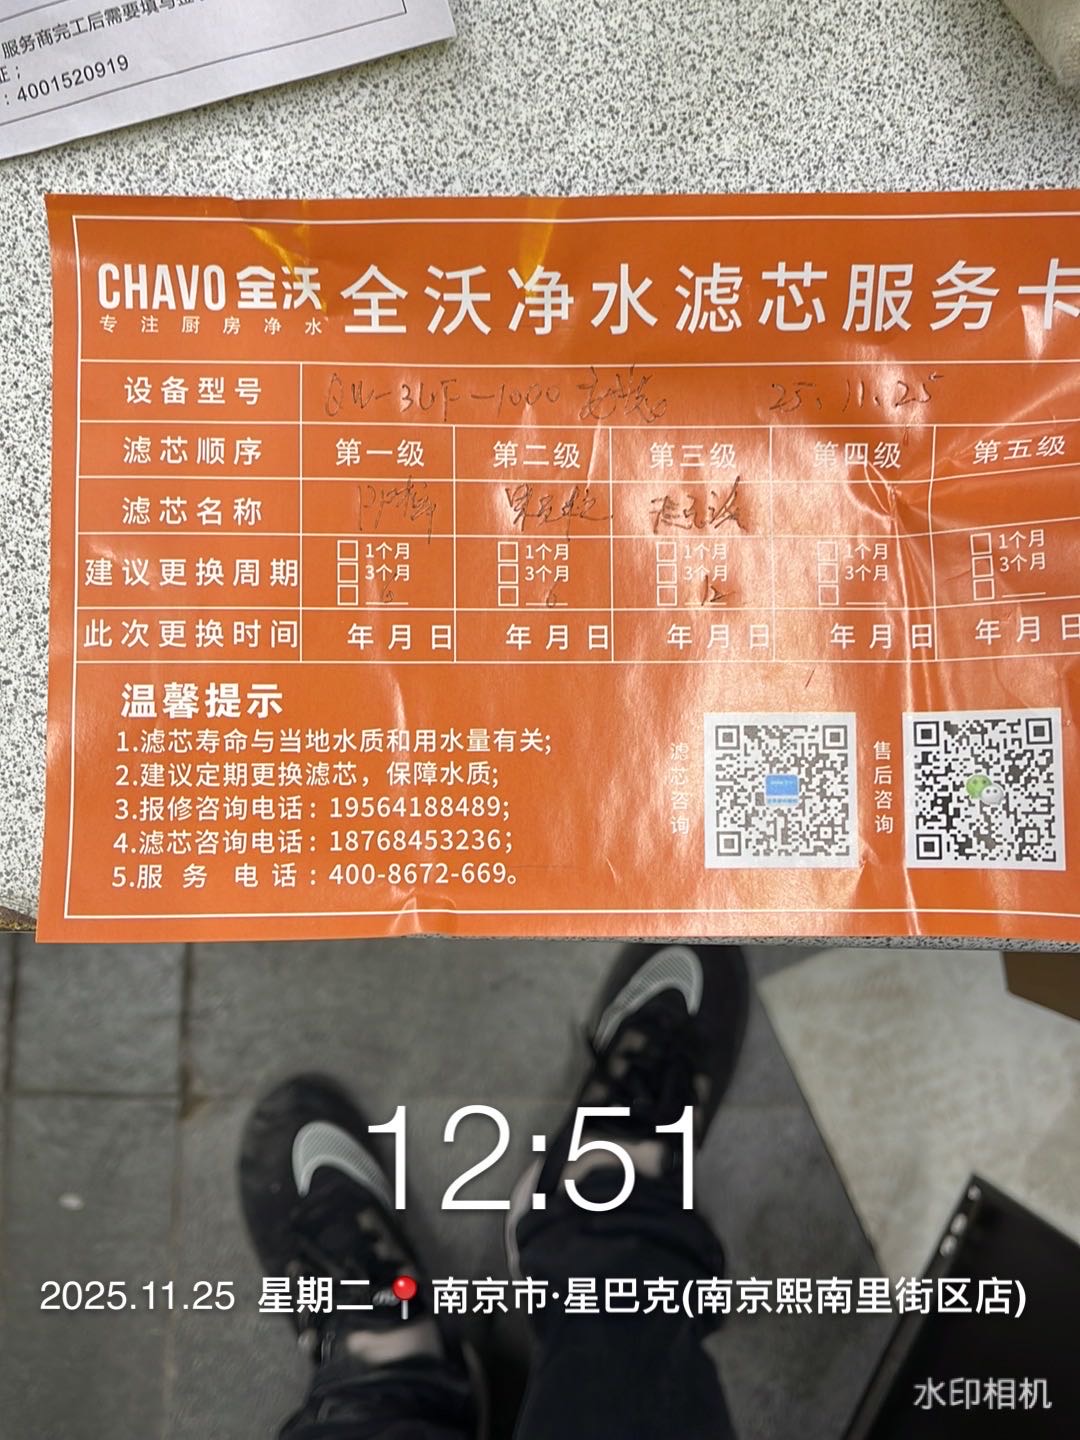 服务商完工后需要填写
证；
：4001520919
CHAVO 全沃
专注厨房净水
全沃净水滤芯服务卡
设备型号 QW-3UF-1000 25.11.25
滤芯顺序 第一级 第二级 第三级 第四级 第五级
滤芯名称 PP棉
建议更换周期 □1个月 □1个月 □1个月 □1个月 □1个月
□3个月 □3个月 □3个月 □3个月 □3个月
□6 □6 □12 □__ □__
此次更换时间 年月日 年月日 年月日 年月日 年月日
温馨提示
1.滤芯寿命与当地水质和用水量有关;
2.建议定期更换滤芯，保障水质;
3.报修咨询电话：19564188489;
4.滤芯咨询电话：18768453236;
5.服务电话：400-8672-669。
滤芯咨询
售后咨询
12:51
2025.11.25 星期二 南京市·星巴克(南京熙南里街区店)
水印相机